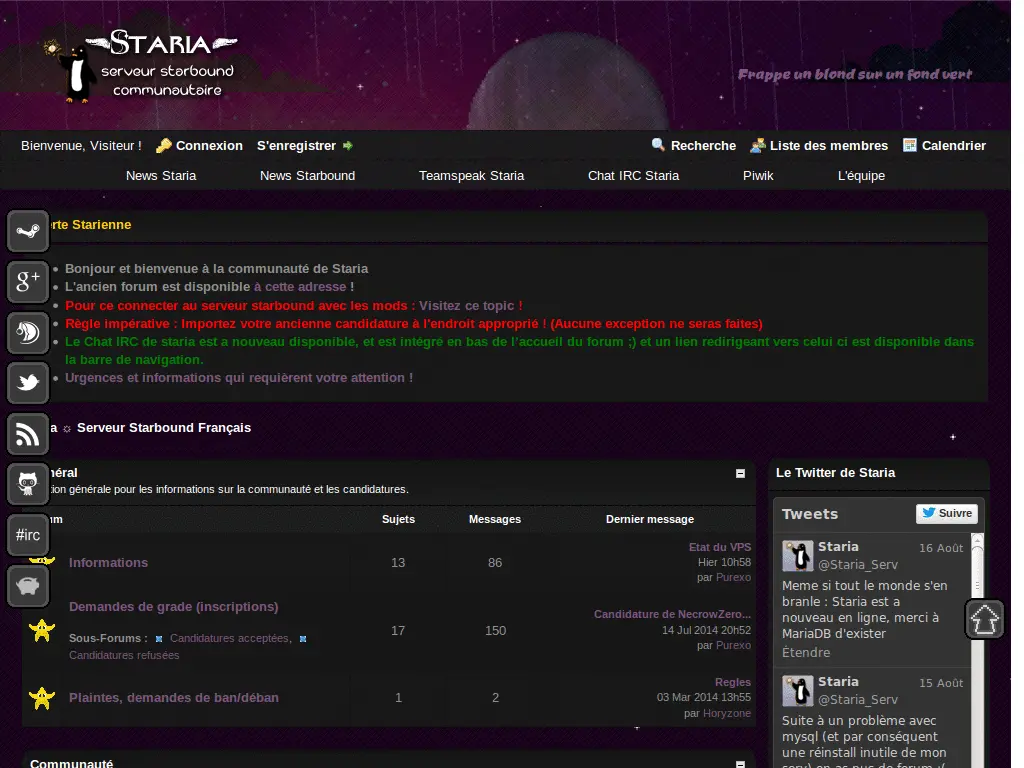 STARIA
serveur starbound
communautaire
Frappe un blond sur un fond vert
Bienvenue, Visiteur ! Connexion S'enregistrer Recherche Liste des membres Calendrier
News Staria News Starbound Teamspeak Staria Chat IRC Staria Piwik L'équipe
rte Starienne
Bonjour et bienvenue à la communauté de Staria
L'ancien forum est disponible à cette adresse !
Pour ce connecter au serveur starbound avec les mods : Visitez ce topic !
Règle impérative : Importez votre ancienne candidature à l'endroit approprié ! (Aucune exception ne seras faites)
Le Chat IRC de staria est a nouveau disponible, et est intégré en bas de l'accueil du forum ;) et un lien redirigeant vers celui ci est disponible dans
la barre de navigation.
Urgences et informations qui requièrent votre attention !
a ☼ Serveur Starbound Français
néral
tion générale pour les informations sur la communauté et les candidatures.
um Sujets Messages Dernier message
#irc
Informations 13 86 Etat du VPS
Hier 10h58
par Purexo
Demandes de grade (inscriptions)
Sous-Forums : Candidatures acceptées,
Candidatures refusées
17 150 Candidature de NecrowZero...
14 Jul 2014 20h52
par Purexo
Plaintes, demandes de ban/déban 1 2 Regles
03 Mar 2014 13h55
par Horyzone
Communauté
Le Twitter de Staria
Tweets Suivre
Staria 16 Août
@Staria_Serv
Meme si tout le monde s'en
branle : Staria est a
nouveau en ligne, merci à
MariaDB d'exister
Étendre
Staria 15 Août
@Staria_Serv
Suite à un problème avec
mysql (et par conséquent
une réinstall inutile de mon
serv) on as pus de forum :(